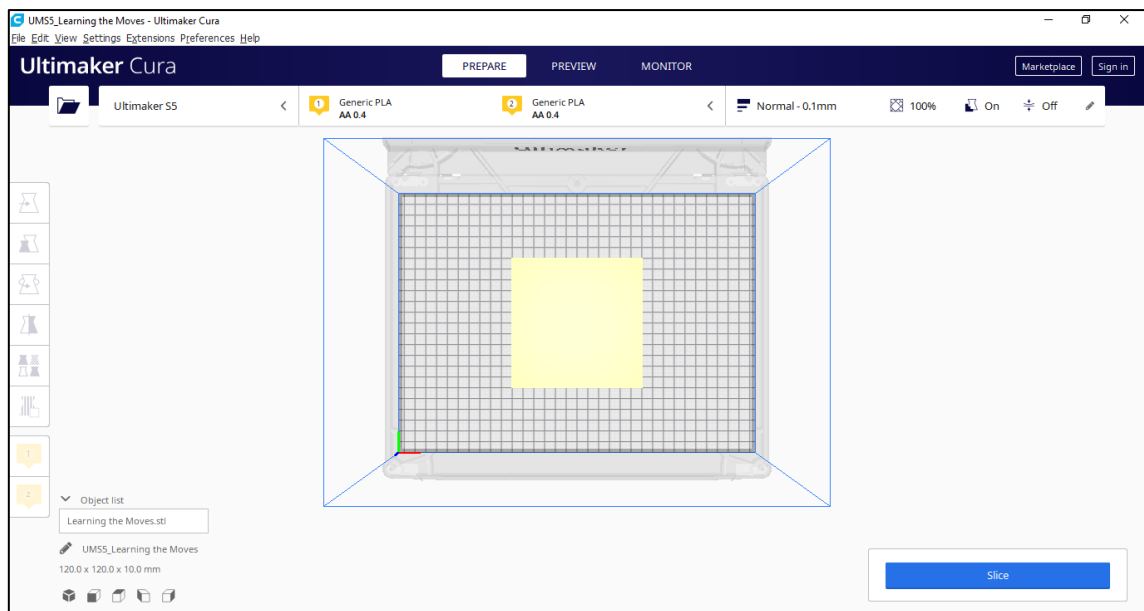 UMS5_Learning the Moves - Ultimaker Cura
File Edit View Settings Extensions Preferences Help
Ultimaker Cura
PREPARE PREVIEW MONITOR
Marketplace Sign in
Ultimaker S5
1 Generic PLA
AA 0.4
2 Generic PLA
AA 0.4
Normal - 0.1mm 100% On Off
Ultimaker
1
2
Object list
Learning the Moves.stl
UMS5_Learning the Moves
120.0 x 120.0 x 10.0 mm
Slice